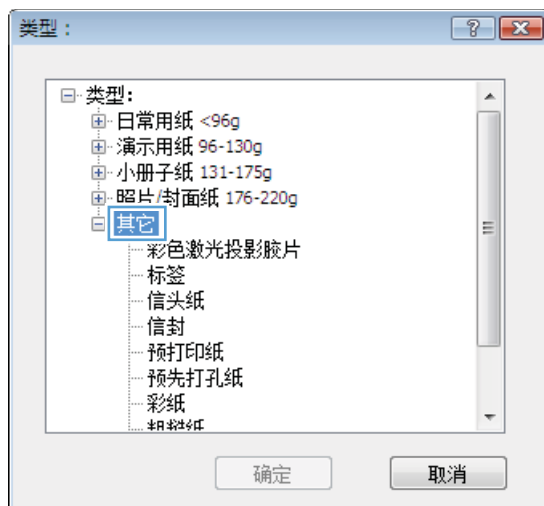 类型：
类型:
日常用纸 <96g
演示用纸 96-130g
小册子纸 131-175g
照片/封面纸 176-220g
其它
彩色激光投影胶片
标签
信头纸
信封
预打印纸
预先打孔纸
彩纸
粗糙纸
确定
取消